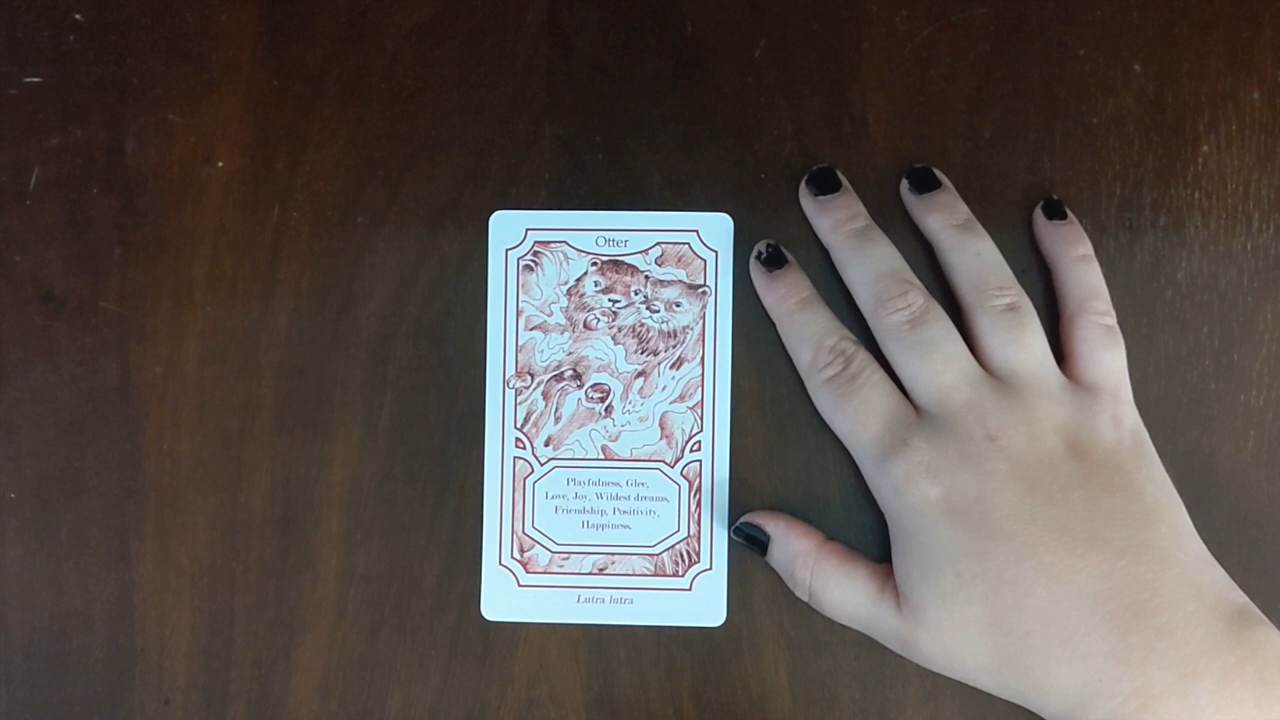 Otter
Playfulness, Glee,
Love, Joy, Wildest dreams,
Friendship, Positivity,
Happiness.
Lutra lutra